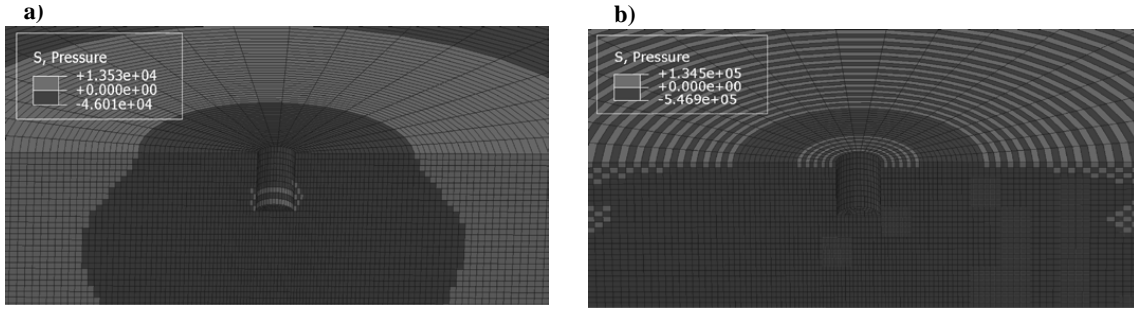 a)
S, Pressure
+1.353e+04
+0.000e+00
-4.601e+04
b)
S, Pressure
+1.345e+05
+0.000e+00
-5.469e+05